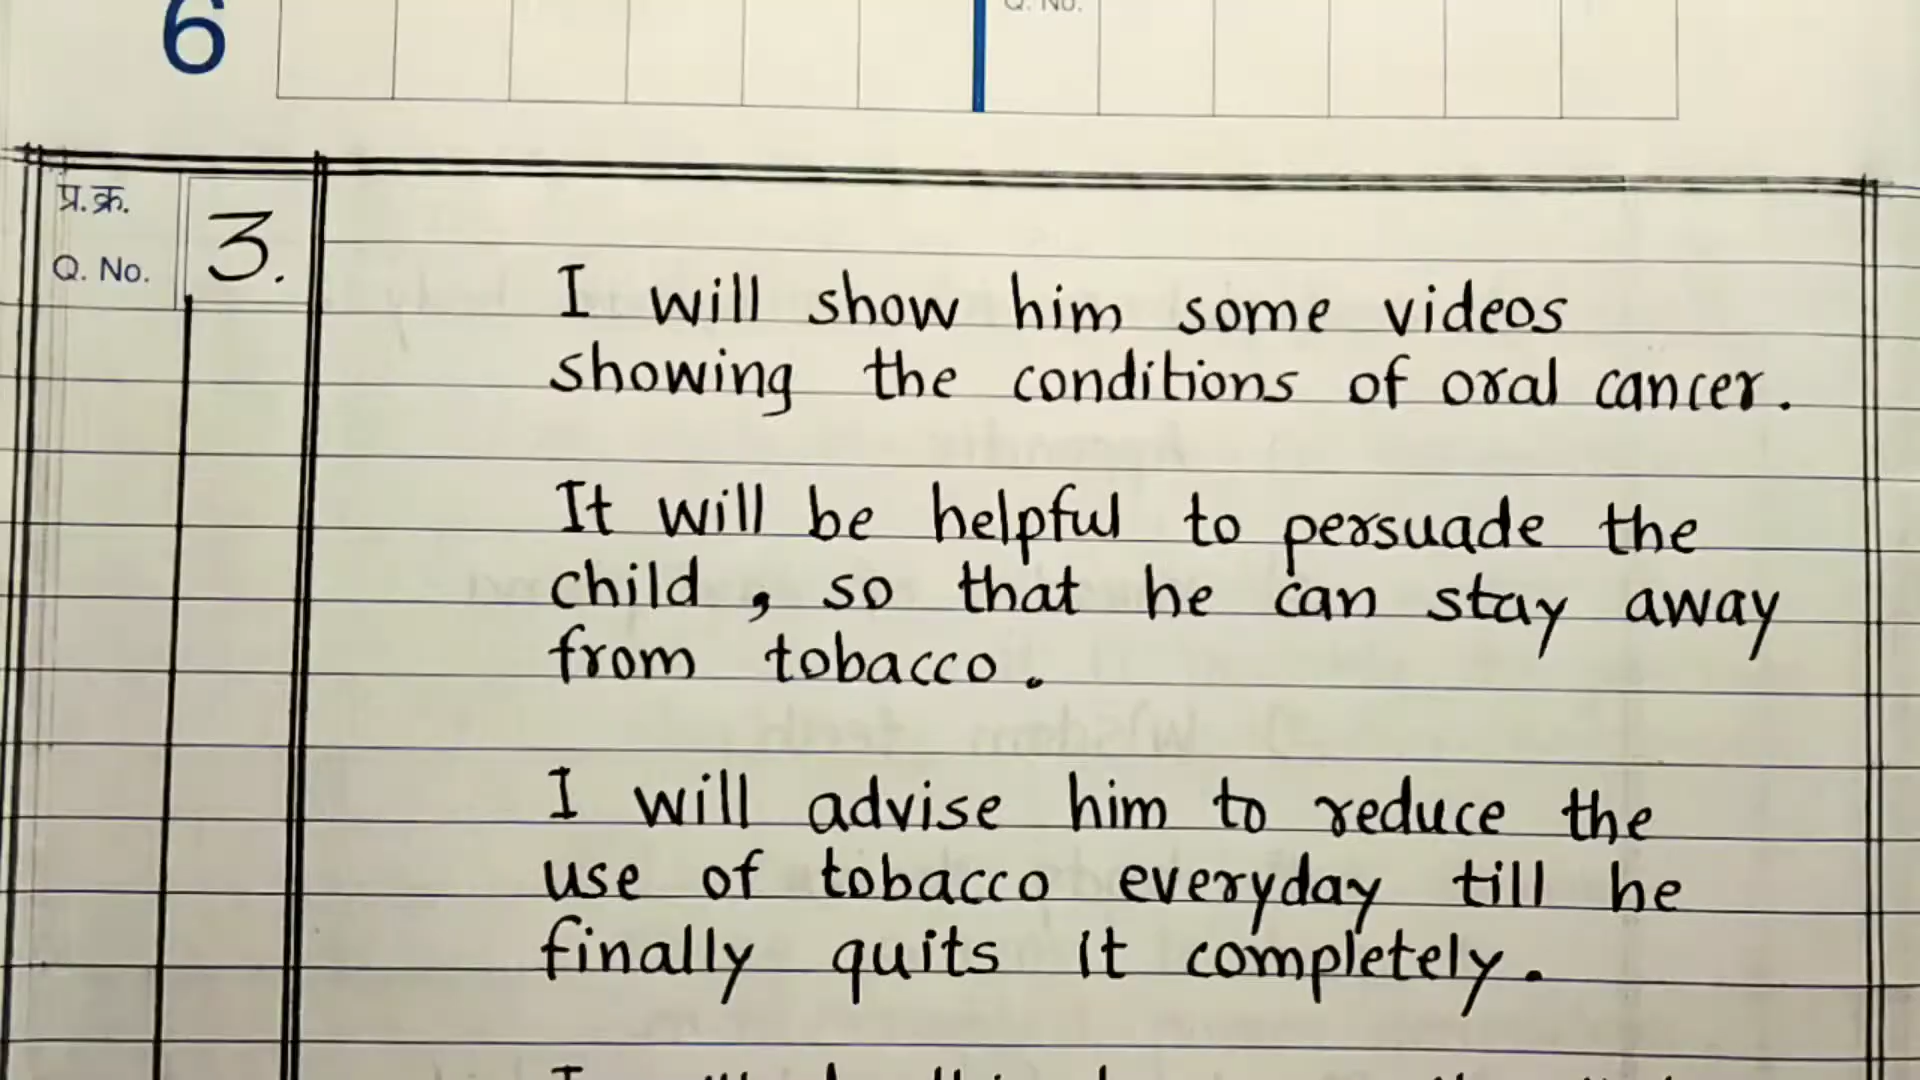 6
Q. No.
प्र.क्र.
Q. No.
3.
I will show him some videos
showing the conditions of oral cancer.
It will be helpful to persuade the
child, so that he can stay away
from tobacco.
I will advise him to reduce the
use of tobacco everyday till he
finally quits it completely.